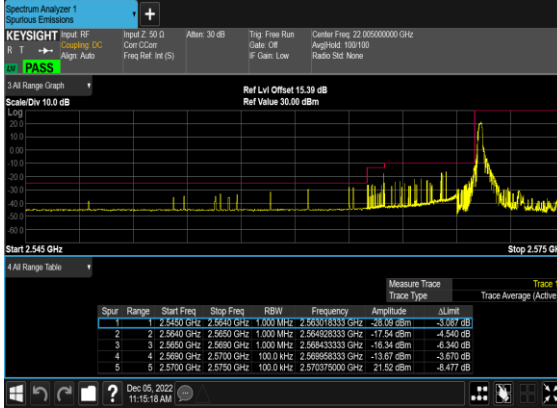 Spectrum Analyzer 1
Spurious Emissions
+
KEYSIGHT Input: RF Input Z: 50 Ω Atten: 30 dB Trig: Free Run Center Freq: 22.005000000 GHz
R T Coupling: DC Corr CCorr Gate: Off Avg|Hold: 100/100
Align: Auto Freq Ref: Int (S) IF Gain: Low Radio Std: None
PASS
3.All Range Graph
Ref Lvl Offset 15.39 dB
Scale/Div 10.0 dB Ref Value 30.00 dBm
Log
20.0
10.0
0.00
-10.0
-20.0
-30.0
-40.0
-50.0
-60.0
Start 2.545 GHz Stop 2.575 GH
4.All Range Table
Measure Trace Trace 1
Trace Type Trace Average (Active
Spur Range Start Freq Stop Freq RBW Frequency Amplitude ΔLimit
1 1 2.5450 GHz 2.5640 GHz 1.000 MHz 2.563018333 GHz -28.09 dBm -3.087 dB
2 2 2.5640 GHz 2.5650 GHz 1.000 MHz 2.564928333 GHz -17.54 dBm -4.540 dB
3 3 2.5650 GHz 2.5690 GHz 1.000 MHz 2.568433333 GHz -16.34 dBm -6.340 dB
4 4 2.5690 GHz 2.5700 GHz 100.0 kHz 2.569958333 GHz -13.67 dBm -3.670 dB
5 5 2.5700 GHz 2.5750 GHz 100.0 kHz 2.570375000 GHz 21.52 dBm -8.477 dB
?
Dec 05, 2022
11:15:18 AM